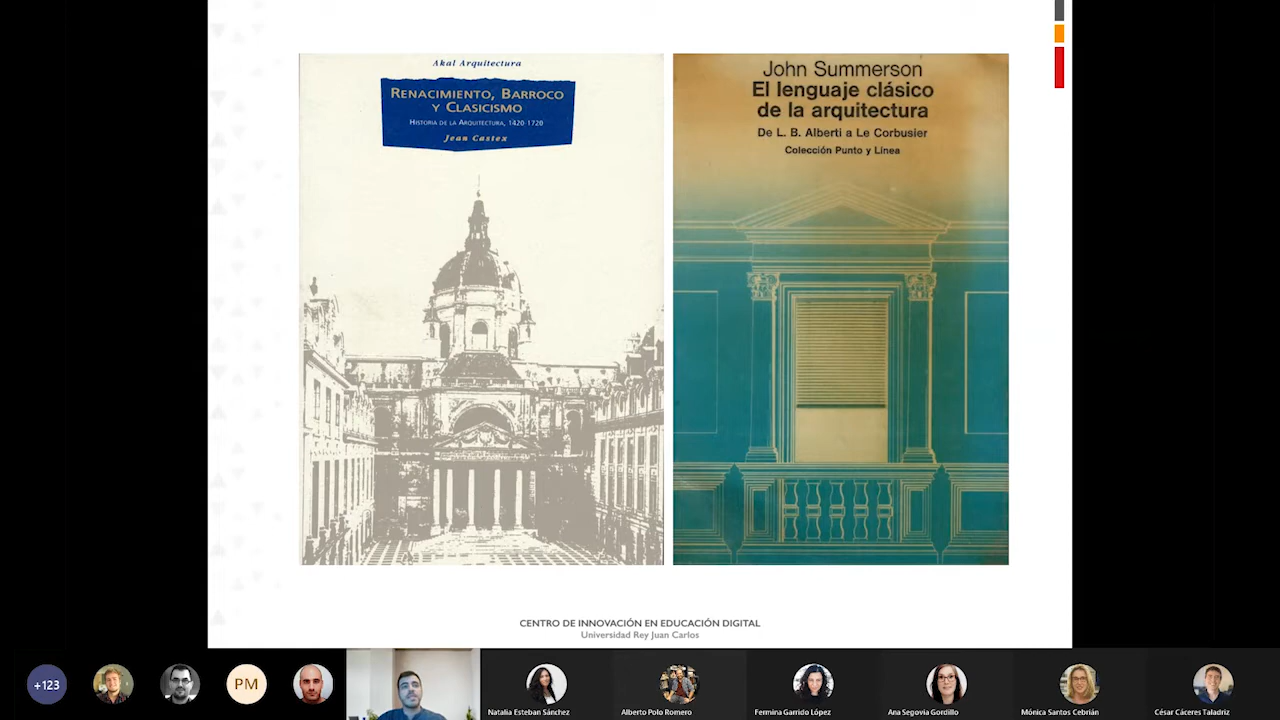 Akal Arquitectura
RENACIMIENTO, BARROCO
Y CLASICISMO
HISTORIA DE LA ARQUITECTURA, 1420-1720
Jean Castex
John Summerson
El lenguaje clásico
de la arquitectura
De L. B. Alberti a Le Corbusier
Colección Punto y Línea
CENTRO DE INNOVACIÓN EN EDUCACIÓN DIGITAL
Universidad Rey Juan Carlos
+123
PM
Natalia Esteban Sánchez
Alberto Polo Romero
Fermina Garrido López
Ana Segovia Gordillo
Mónica Santos Cebrián
César Cáceres Taladriz